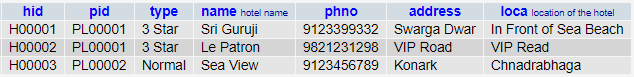 hid pid type name hotel name phno address loca location of the hotel
H00001 PL00001 3 Star Sri Guruji 9123399332 Swarga Dwar In Front of Sea Beach
H00002 PL00001 3 Star Le Patron 9821231298 VIP Road VIP Read
H00003 PL00002 Normal Sea View 9123456789 Konark Chnadrabhaga